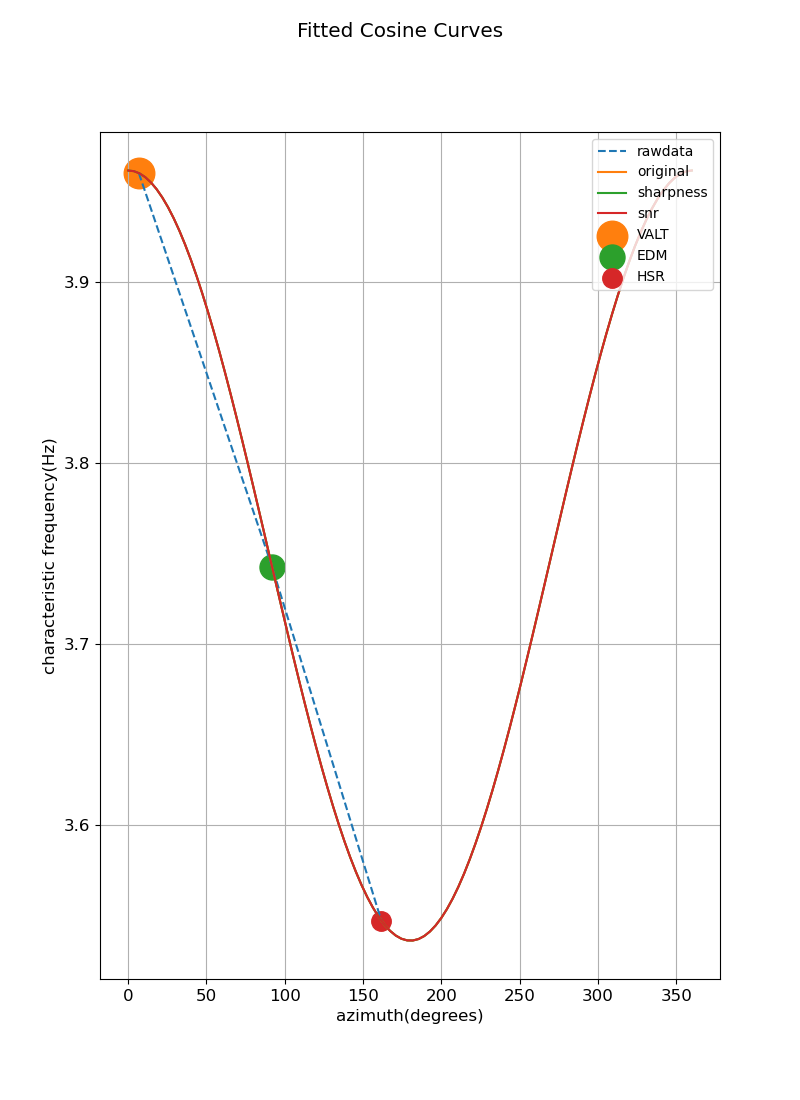 Fitted Cosine Curves
rawdata
original
sharpness
snr
VALT
EDM
HSR
3.9
3.8
3.7
3.6
characteristic frequency(Hz)
0 50 100 150 200 250 300 350
azimuth(degrees)